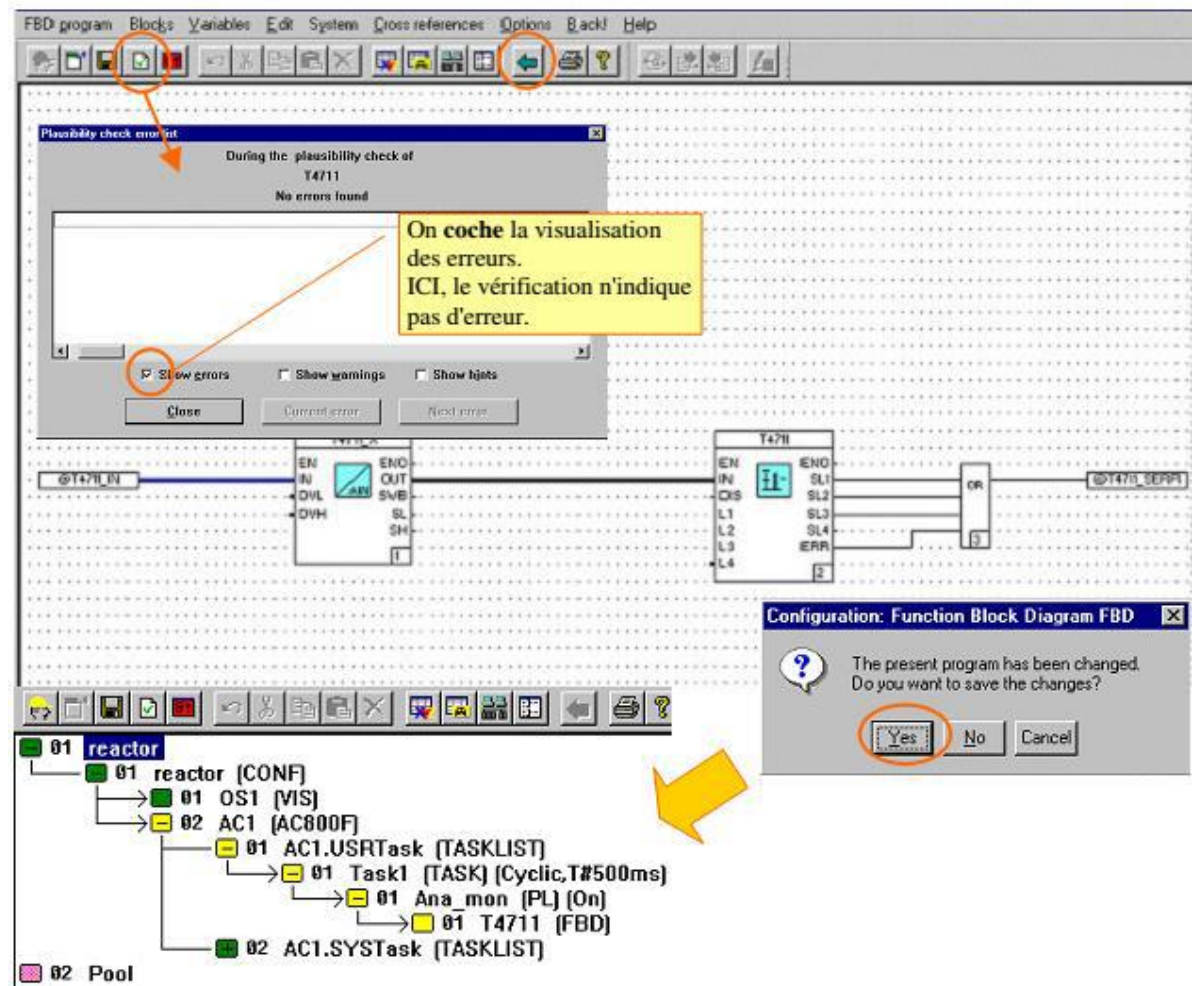 FBD program Blocks Variables Edit System Cross references Options Back! Help
Plausibility check error list
During the plausibility check of
T4711
No errors found
On coche la visualisation
des erreurs.
ICI, le vérification n'indique
pas d'erreur.
Show errors Show warnings Show hints
Close Current error Next error
T4711_X
EN ENO
IN OUT
DVL SVB
DVH SL
SH
AIN
1
@T4711_IN
T4711
EN ENO
IN SL1
DIS SL2
L1 SL3
L2 SL4
L3 ERR
L4
2
OR
3
Configuration: Function Block Diagram FBD
The present program has been changed.
Do you want to save the changes?
Yes No Cancel
01 reactor
01 reactor (CONF)
01 OS1 (VIS)
02 AC1 (AC800F)
01 AC1.USRTask (TASKLIST)
01 Task1 (TASK) (Cyclic,T#500ms)
01 Ana_mon (PL) (On)
01 T4711 (FBD)
02 AC1.SYSTask (TASKLIST)
02 Pool